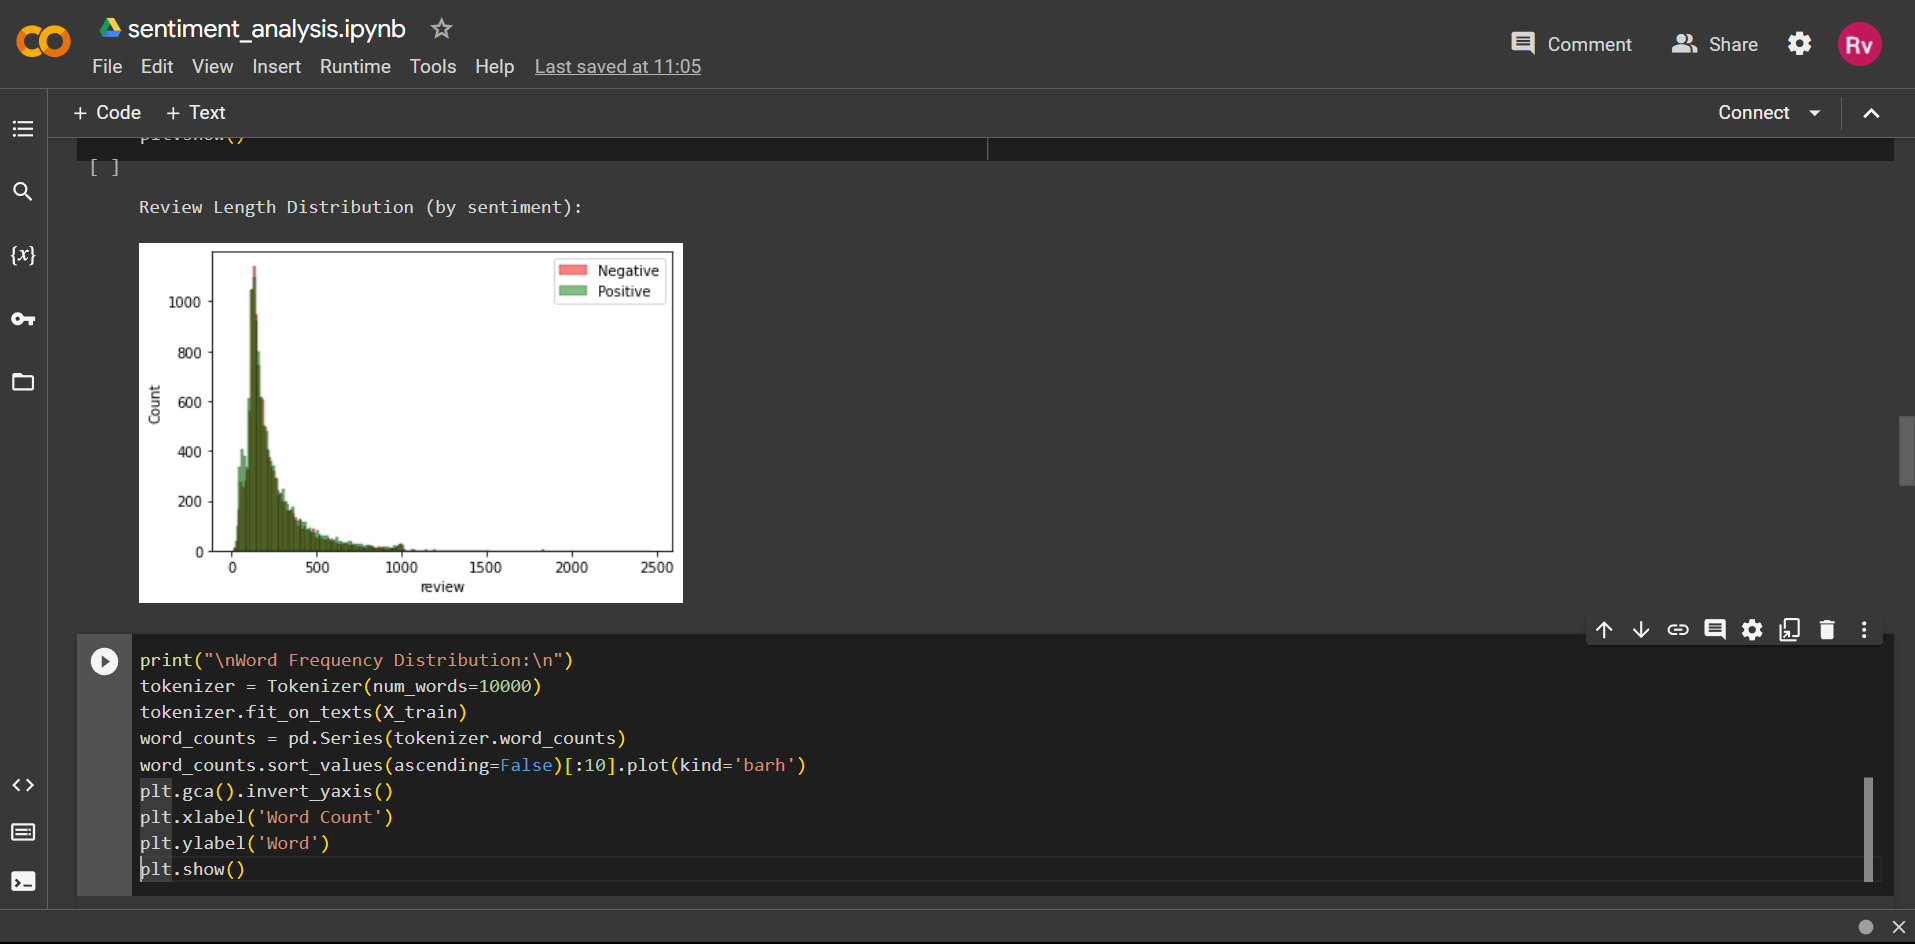 sentiment_analysis.ipynb
File Edit View Insert Runtime Tools Help Last saved at 11:05
Comment Share Rv
+ Code + Text Connect
plt.show()
[ ]
Review Length Distribution (by sentiment):
Negative
Positive
1000
800
600
400
200
0
Count
0 500 1000 1500 2000 2500
review
{x}
print("\nWord Frequency Distribution:\n")
tokenizer = Tokenizer(num_words=10000)
tokenizer.fit_on_texts(X_train)
word_counts = pd.Series(tokenizer.word_counts)
word_counts.sort_values(ascending=False)[:10].plot(kind='barh')
plt.gca().invert_yaxis()
plt.xlabel('Word Count')
plt.ylabel('Word')
plt.show()